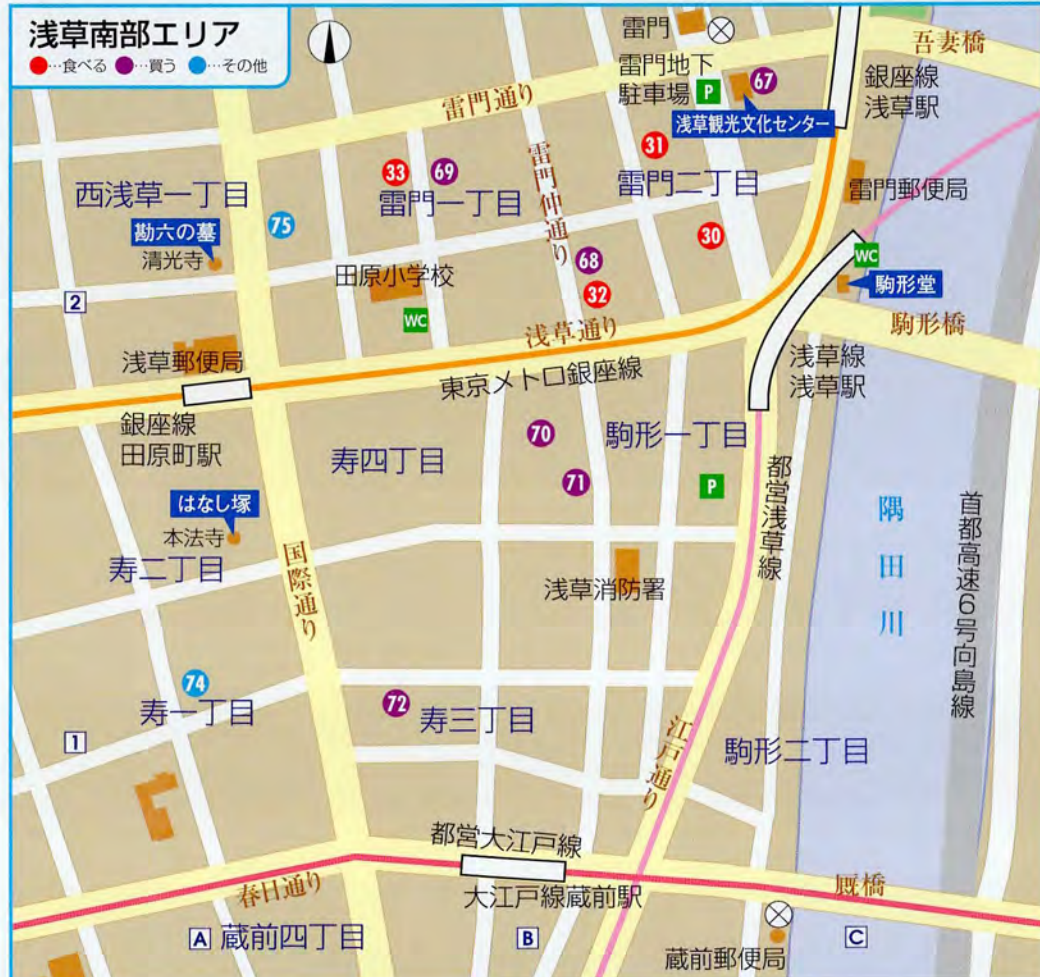 浅草南部エリア
●…食べる ●…買う ●…その他
雷門
吾妻橋
雷門地下
駐車場
P
67
浅草観光文化センター
銀座線
浅草駅
雷門通り
雷門仲通り
31
33
69
雷門一丁目
雷門二丁目
雷門郵便局
西浅草一丁目
75
勘六の墓
清光寺
30
WC
駒形堂
68
32
田原小学校
WC
2
浅草通り
駒形橋
浅草郵便局
東京メトロ銀座線
浅草線
浅草駅
銀座線
田原町駅
寿四丁目
70
駒形一丁目
71
P
都営浅草線
はなし塚
本法寺
寿二丁目
国際通り
浅草消防署
隅田川
首都高速6号向島線
74
寿一丁目
72
寿三丁目
1
江戸通り
駒形二丁目
都営大江戸線
春日通り
大江戸線蔵前駅
厩橋
A
蔵前四丁目
B
C
蔵前郵便局